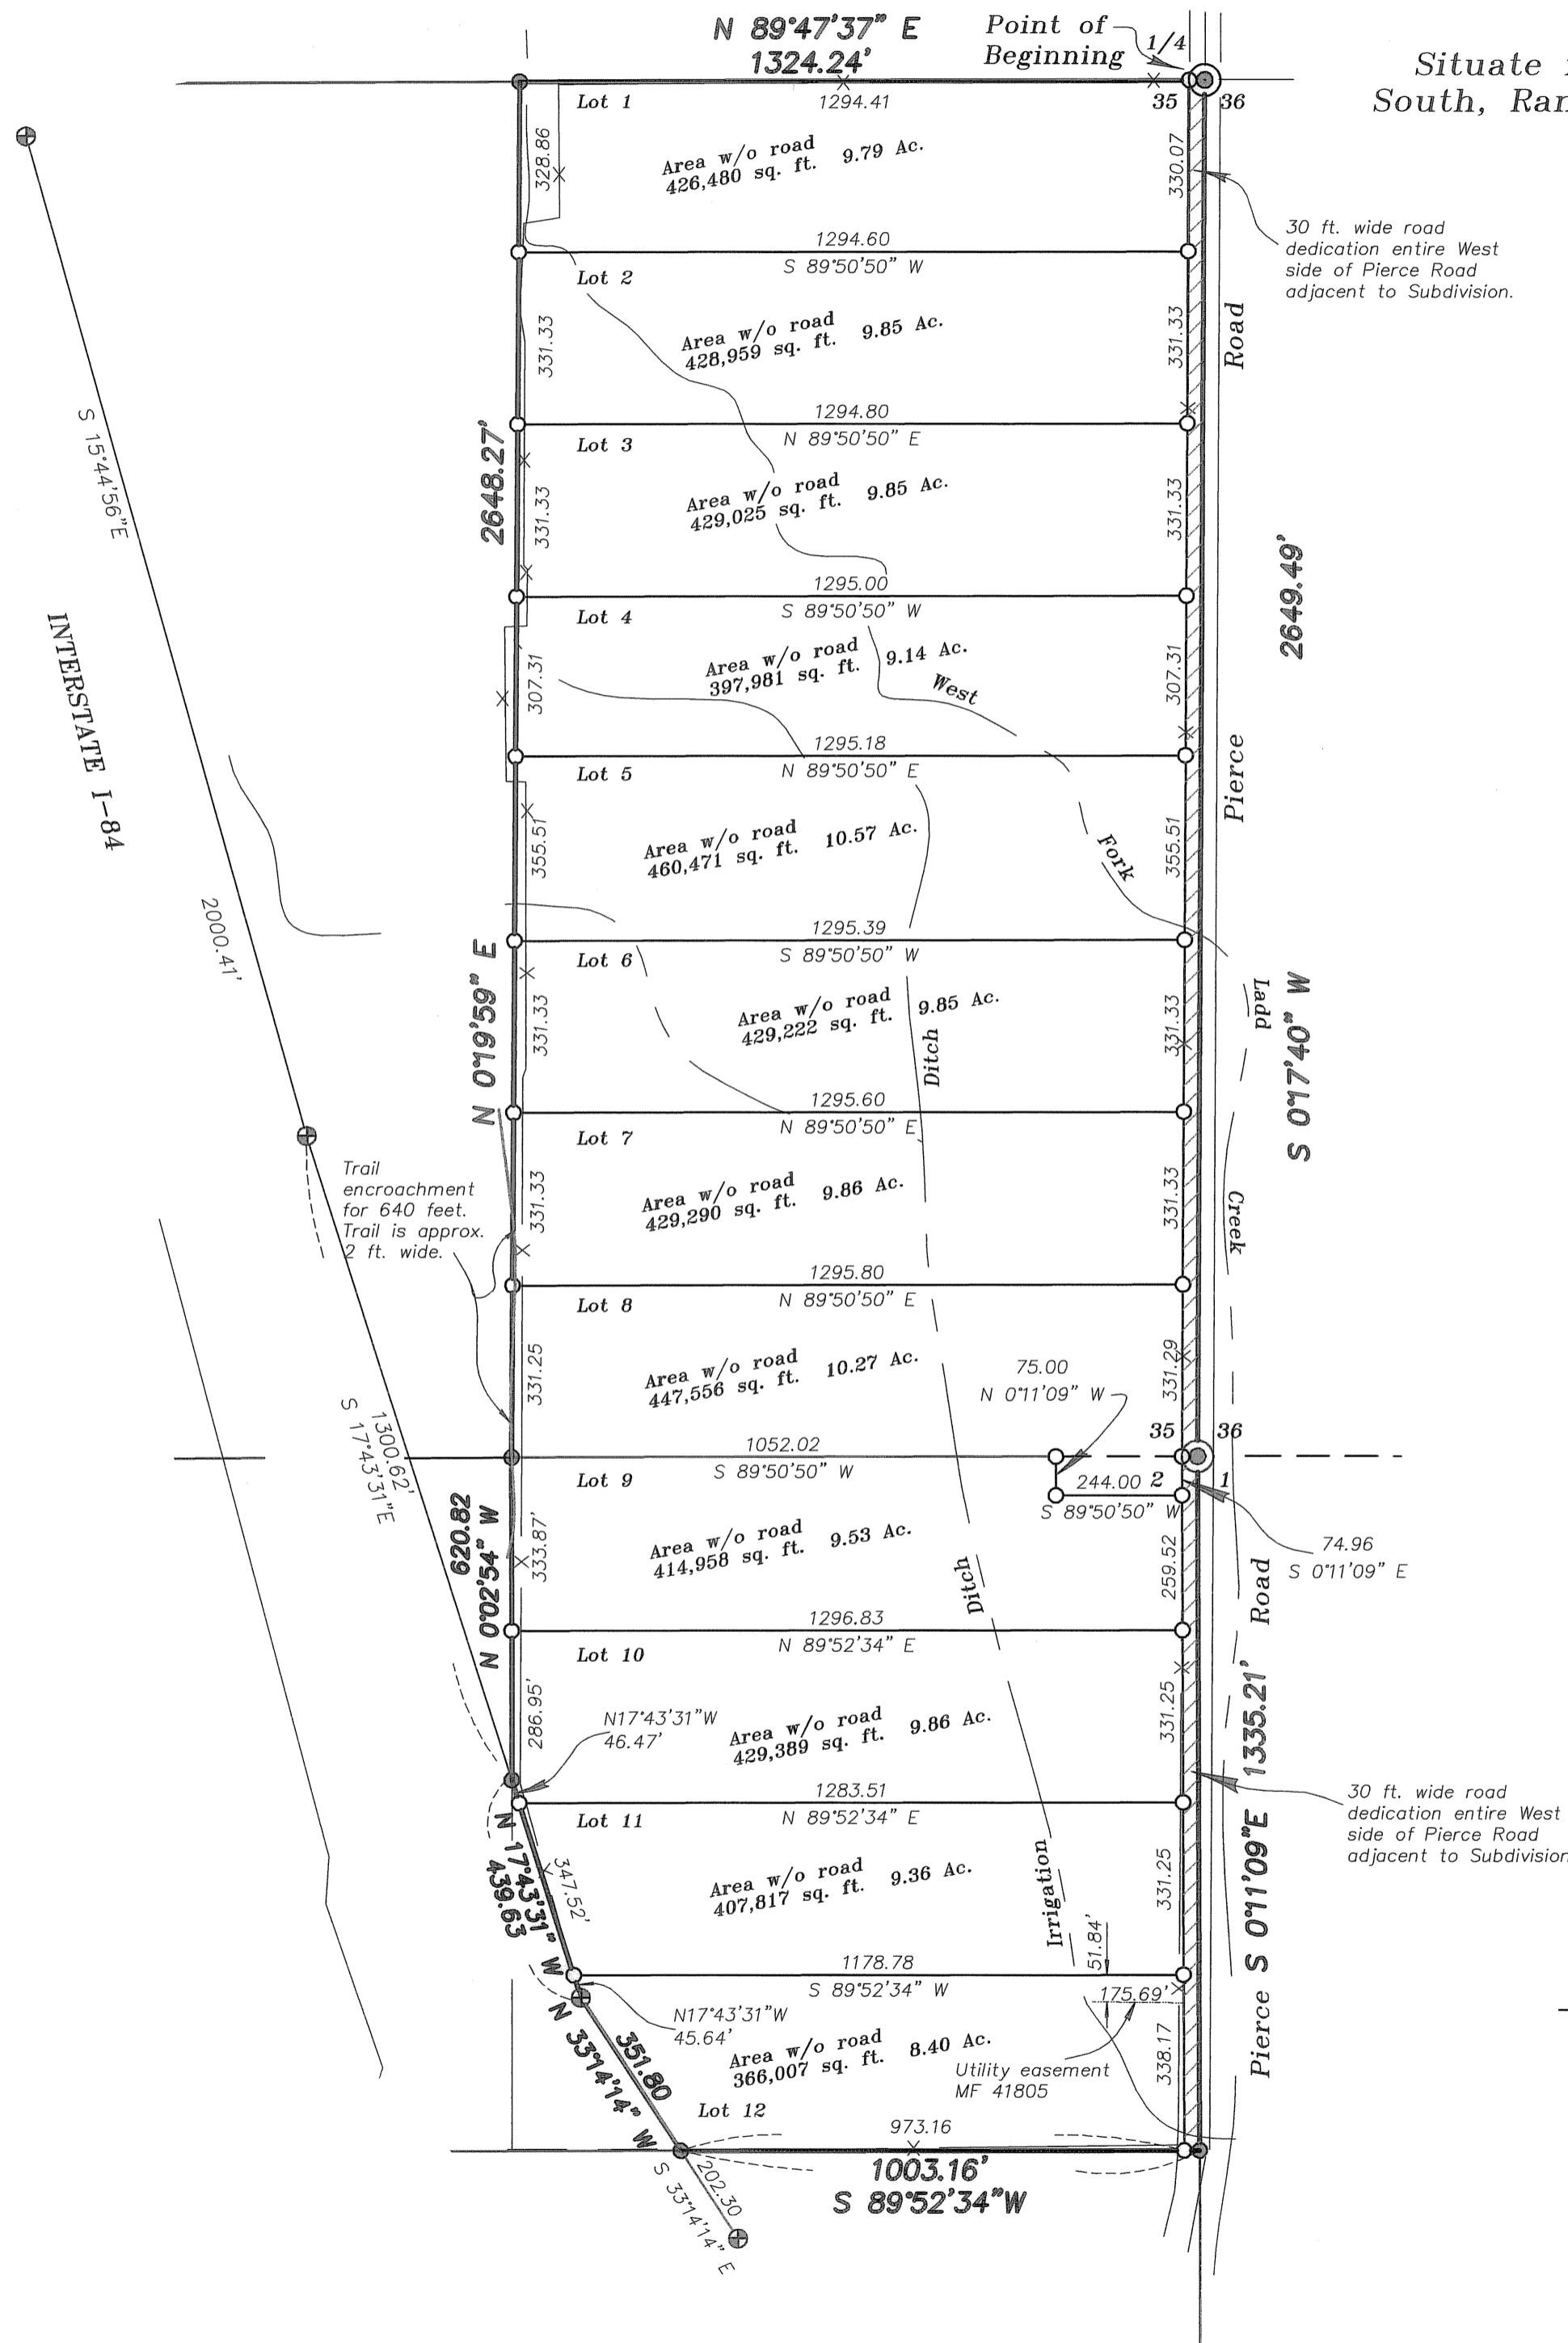 N 89°47'37" E
1324.24'
Point of
Beginning
1/4
Situate
South, Ran
Lot 1
1294.41
35
36
328.86
Area w/o road
426,480 sq. ft. 9.79 Ac.
330.07
30 ft. wide road
dedication entire West
side of Pierce Road
adjacent to Subdivision.
1294.60
S 89°50'50" W
Lot 2
331.33
Area w/o road
428,959 sq. ft. 9.85 Ac.
331.33
Road
S 15°44'56"E
1294.80
N 89°50'50" E
Lot 3
2648.27'
331.33
Area w/o road
429,025 sq. ft. 9.85 Ac.
331.33
2649.49'
1295.00
S 89°50'50" W
Lot 4
INTERSTATE I-84
307.31
Area w/o road
397,981 sq. ft. 9.14 Ac.
West
307.31
1295.18
N 89°50'50" E
Lot 5
Pierce
355.51
Area w/o road
460,471 sq. ft. 10.57 Ac.
Fork
355.51
2000.41'
1295.39
S 89°50'50" W
Lot 6
N 0°19'59" E
331.33
Area w/o road
429,222 sq. ft. 9.85 Ac.
Ditch
331.33
Ladd
S 0°17'40" W
1295.60
N 89°50'50" E
Lot 7
Trail
encroachment
for 640 feet.
Trail is approx.
2 ft. wide.
331.33
Area w/o road
429,290 sq. ft. 9.86 Ac.
331.33
Creek
1295.80
N 89°50'50" E
Lot 8
331.25
Area w/o road
447,556 sq. ft. 10.27 Ac.
75.00
N 0°11'09" W
331.29
1300.62'
S 17°43'31"E
35
36
1052.02
S 89°50'50" W
Lot 9
244.00
2
1
S 89°50'50" W
620.82
N 0°02'54" W
333.87'
Area w/o road
414,958 sq. ft. 9.53 Ac.
Ditch
259.52
74.96
S 0°11'09" E
Road
1296.83
N 89°52'34" E
Lot 10
286.95'
N17°43'31"W
46.47'
Area w/o road
429,389 sq. ft. 9.86 Ac.
331.25
1335.21'
S 0°11'09"E
30 ft. wide road
dedication entire West
side of Pierce Road
adjacent to Subdivision
1283.51
N 89°52'34" E
Lot 11
N 17°43'31" W
439.63
347.52'
Area w/o road
407,817 sq. ft. 9.36 Ac.
Irrigation
331.25
51.84'
1178.78
S 89°52'34" W
175.69'
N17°43'31"W
45.64'
N 33°14'14" W
351.80
Area w/o road
366,007 sq. ft. 8.40 Ac.
Utility easement
MF 41805
338.17
Pierce
Lot 12
973.16
1003.16'
S 89°52'34"W
202.30
S 33°14'14" E